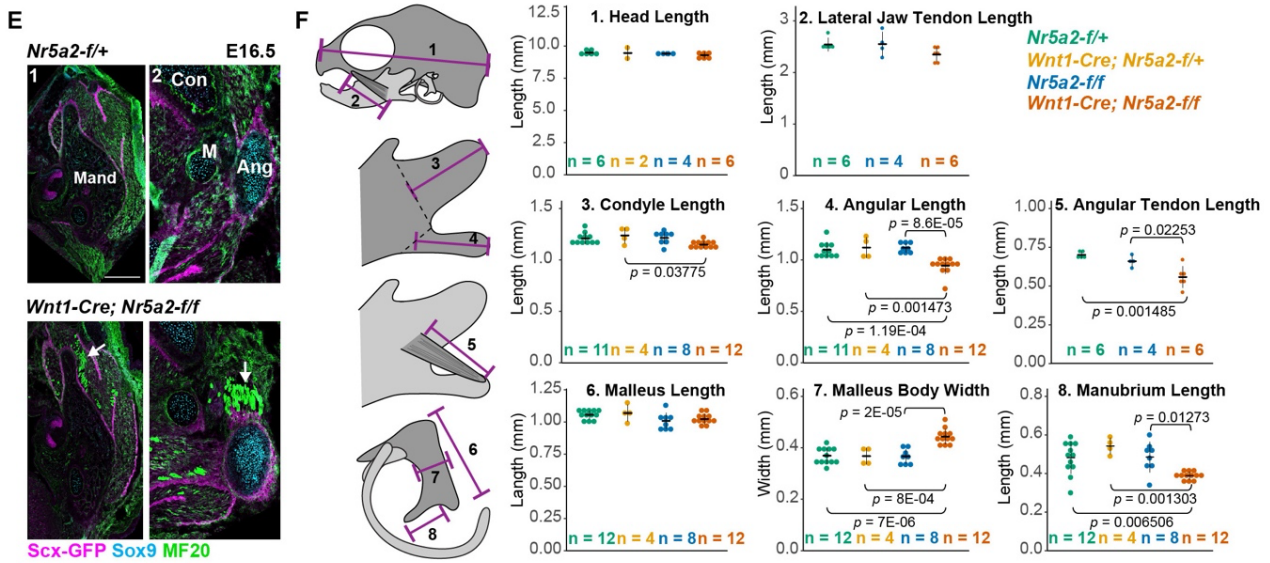 E
Nr5a2-f/+ E16.5
1
Mand
2
Con
M
Ang
Wnt1-Cre; Nr5a2-f/f
Scx-GFP Sox9 MF20
F
1
2
3
4
5
6
7
8
1. Head Length
Length (mm)
12.5
10.0
7.5
5.0
2.5
0.0
n = 6 n = 2 n = 4 n = 6
2. Lateral Jaw Tendon Length
Length (mm)
3
2
1
0
n = 6 n = 4 n = 6
Nr5a2-f/+
Wnt1-Cre; Nr5a2-f/+
Nr5a2-f/f
Wnt1-Cre; Nr5a2-f/f
3. Condyle Length
Length (mm)
1.5
1.0
0.5
0.0
p = 0.03775
n = 11 n = 4 n = 8 n = 12
4. Angular Length
Length (mm)
1.5
1.0
0.5
0.0
p = 8.6E-05
p = 0.001473
p = 1.19E-04
n = 11 n = 4 n = 8 n = 12
5. Angular Tendon Length
Length (mm)
1.00
0.75
0.50
0.25
0.00
p = 0.02253
p = 0.001485
n = 6 n = 4 n = 6
6. Malleus Length
Langth (mm)
1.25
1.00
0.75
0.50
0.25
0.00
n = 12 n = 4 n = 8 n = 12
7. Malleus Body Width
Width (mm)
0.6
0.4
0.2
0.0
p = 2E-05
p = 8E-04
p = 7E-06
n = 12 n = 4 n = 8 n = 12
8. Manubrium Length
Length (mm)
0.8
0.6
0.4
0.2
0.00
p = 0.01273
p = 0.001303
p = 0.006506
n = 12 n = 4 n = 8 n = 12